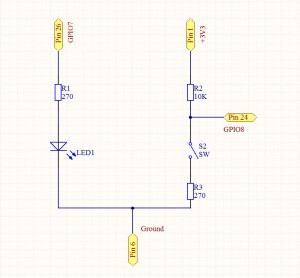 Pin 26
GPIO7
Pin 1
+3V3
R1
270
R2
10K
Pin 24
GPIO8
LED1
S2
SW
R3
270
Ground
Pin 6